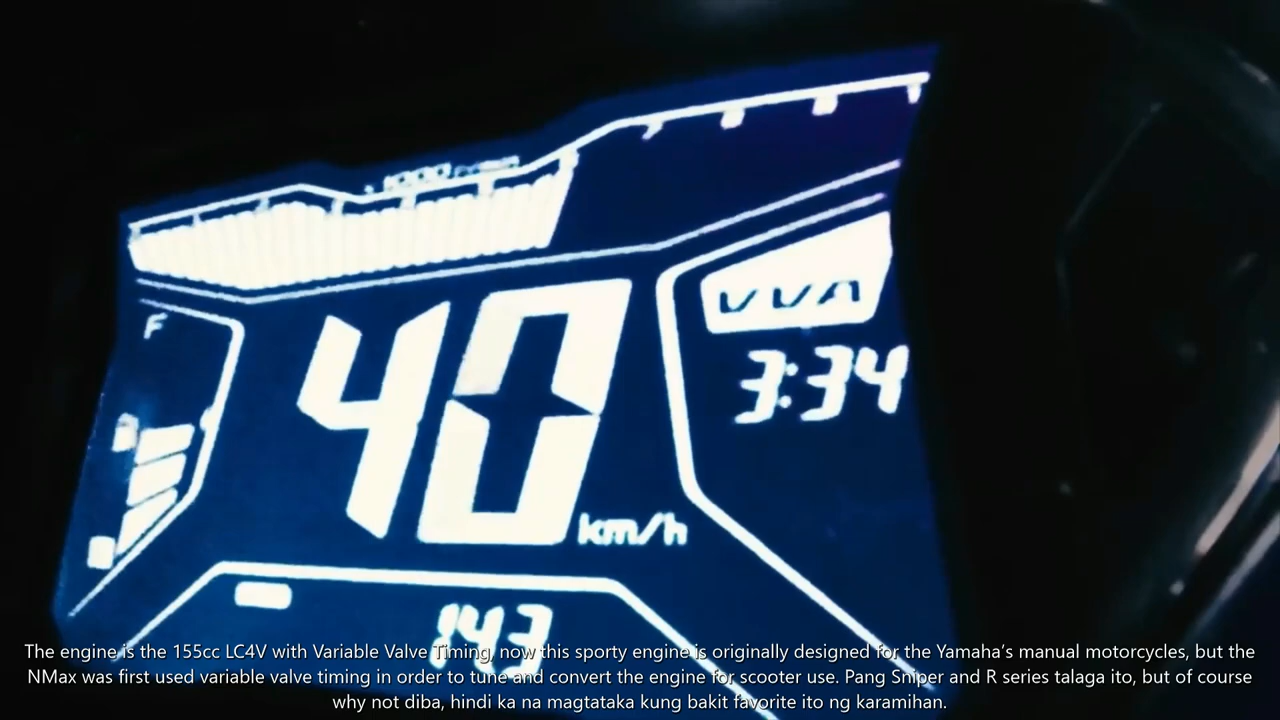 x 1000 r/min
F
VVA
3:34
40
km/h
143
The engine is the 155cc LC4V with Variable Valve Timing, now this sporty engine is originally designed for the Yamaha's manual motorcycles, but the
NMax was first used variable valve timing in order to tune and convert the engine for scooter use. Pang Sniper and R series talaga ito, but of course
why not diba, hindi ka na magtataka kung bakit favorite ito ng karamihan.